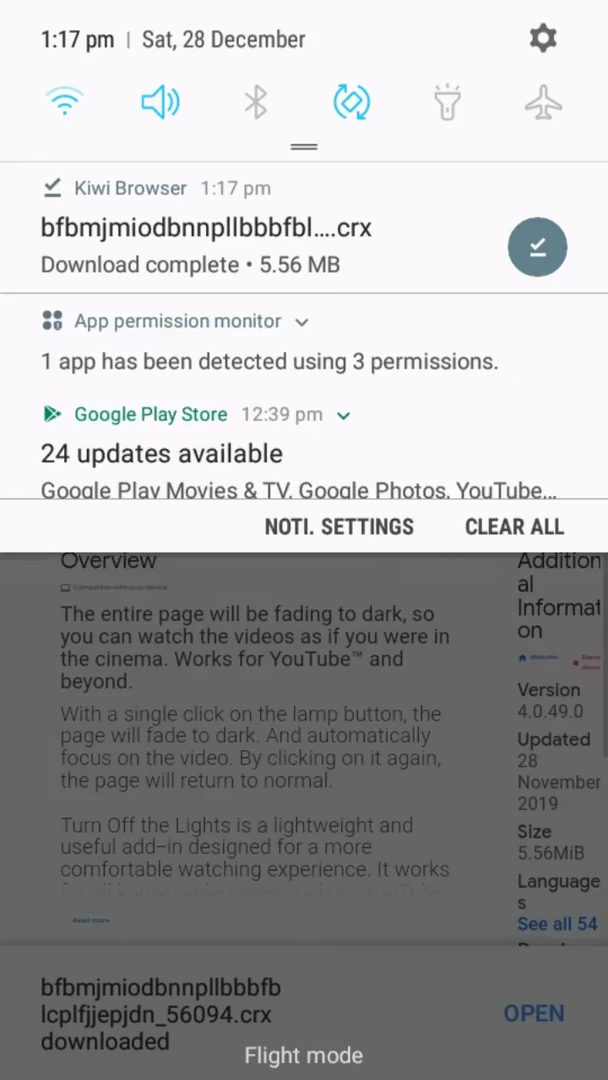 1:17 pm | Sat, 28 December
Kiwi Browser 1:17 pm
bfbmjmiodbnnpllbbbfbl....crx
Download complete • 5.56 MB
App permission monitor
1 app has been detected using 3 permissions.
Google Play Store 12:39 pm
24 updates available
Google Play Movies & TV, Google Photos, YouTube...
NOTI. SETTINGS CLEAR ALL
Overview
The entire page will be fading to dark, so
you can watch the videos as if you were in
the cinema. Works for YouTube™ and
beyond.
With a single click on the lamp button, the
page will fade to dark. And automatically
focus on the video. By clicking on it again,
the page will return to normal.
Turn Off the Lights is a lightweight and
useful add-in designed for a more
comfortable watching experience. It works
Read more
Addition
al
Informati
on
Website
Version
4.0.49.0
Updated
28
November
2019
Size
5.56MiB
Language
s
See all 54
bfbmjmiodbnnpllbbbfb
lcplfjjepjdn_56094.crx
downloaded
OPEN
Flight mode